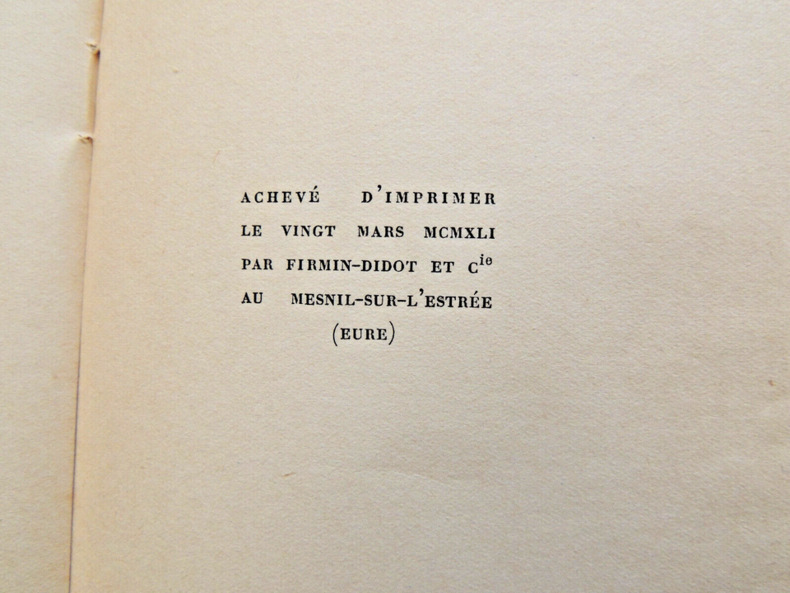 ACHEVÉ D'IMPRIMER
LE VINGT MARS MCMXLI
PAR FIRMIN-DIDOT ET Cie
AU MESNIL-SUR-L'ESTRÉE
(EURE)